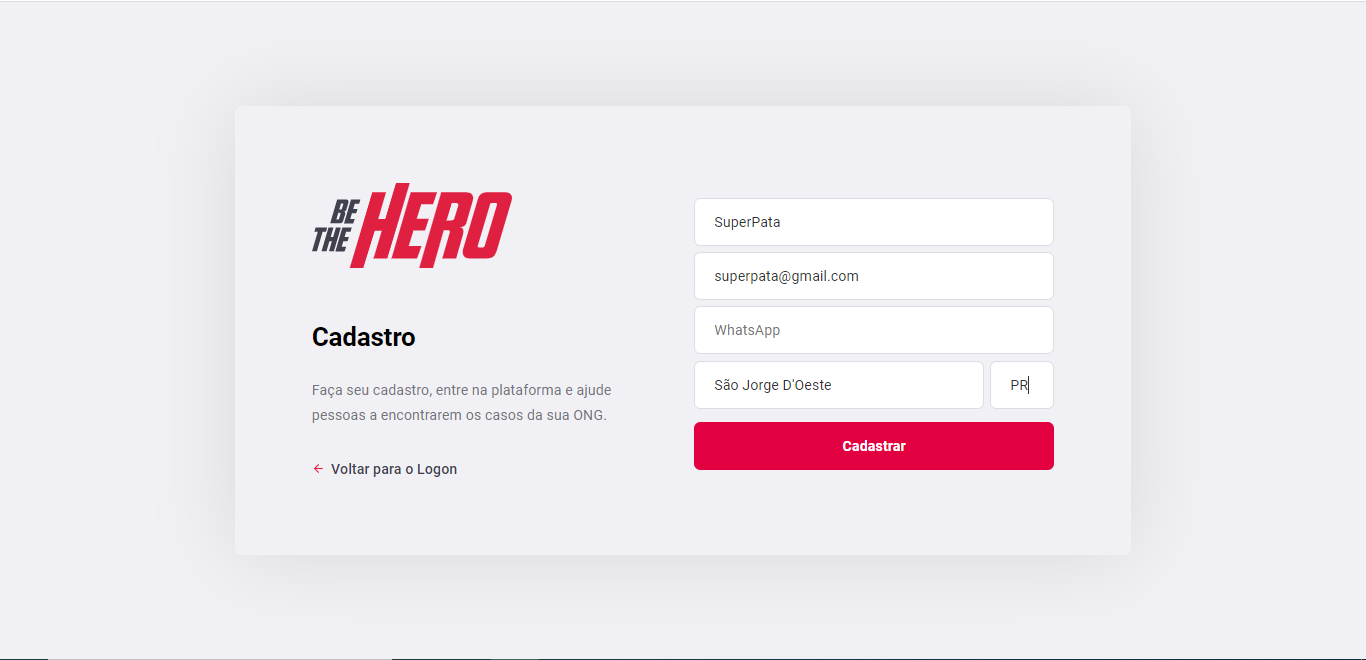 BE
THE
HERO
Cadastro
Faça seu cadastro, entre na plataforma e ajude
pessoas a encontrarem os casos da sua ONG.
Voltar para o Logon
SuperPata
superpata@gmail.com
WhatsApp
São Jorge D'Oeste
PR
Cadastrar